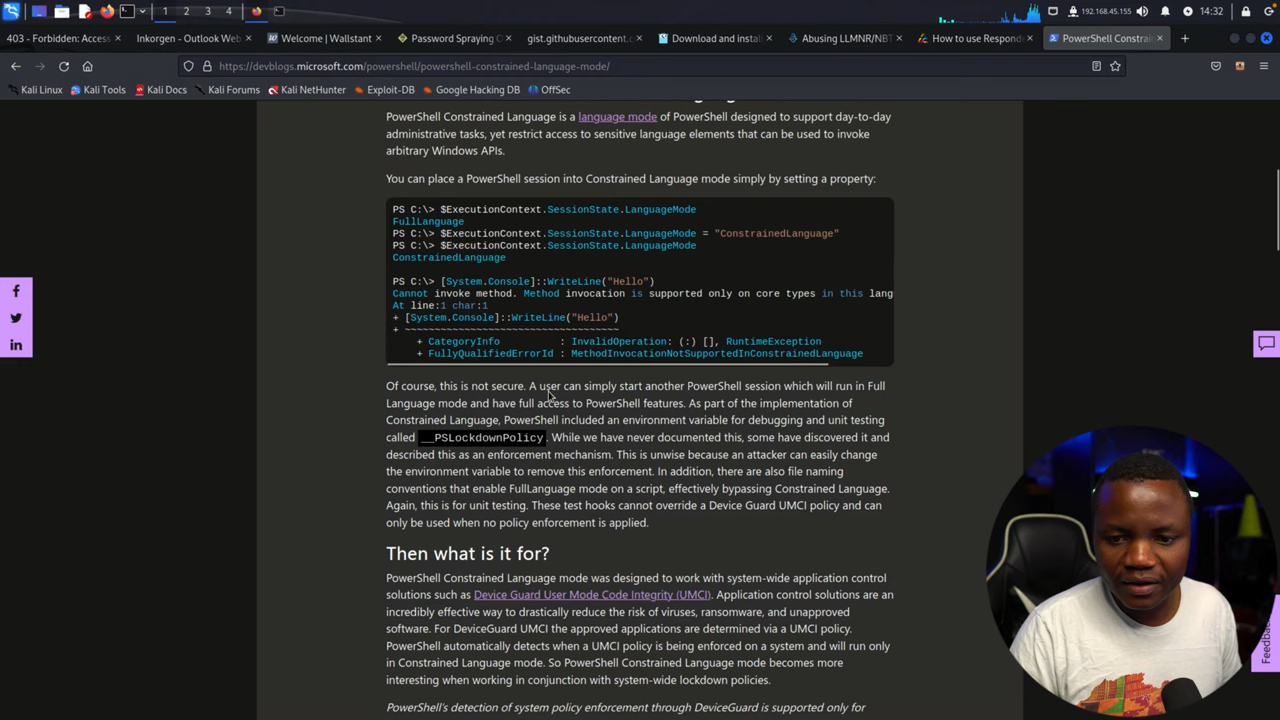 1 2 3 4
192.168.45.155
14:32
403 - Forbidden: Access
Inkorgen - Outlook Web
Welcome | Wallstant
Password Spraying O
gist.githubusercontent.c
Download and install
Abusing LLMNR/NBT
How to use Respond
PowerShell Constrain
https://devblogs.microsoft.com/powershell/powershell-constrained-language-mode/
Kali Linux
Kali Tools
Kali Docs
Kali Forums
Kali NetHunter
Exploit-DB
Google Hacking DB
OffSec
PowerShell Constrained Language is a language mode of PowerShell designed to support day-to-day
administrative tasks, yet restrict access to sensitive language elements that can be used to invoke
arbitrary Windows APIs.
You can place a PowerShell session into Constrained Language mode simply by setting a property:
PS C:\> $ExecutionContext.SessionState.LanguageMode
FullLanguage
PS C:\> $ExecutionContext.SessionState.LanguageMode = "ConstrainedLanguage"
PS C:\> $ExecutionContext.SessionState.LanguageMode
ConstrainedLanguage
PS C:\> [System.Console]::WriteLine("Hello")
Cannot invoke method. Method invocation is supported only on core types in this lang
At line:1 char:1
+ [System.Console]::WriteLine("Hello")
+ ~~~~~~~~~~~~~~~~~~~~~~~~~~~~~~~~~~~~
+ CategoryInfo : InvalidOperation: (:) [], RuntimeException
+ FullyQualifiedErrorId : MethodInvocationNotSupportedInConstrainedLanguage
Of course, this is not secure. A user can simply start another PowerShell session which will run in Full
Language mode and have full access to PowerShell features. As part of the implementation of
Constrained Language, PowerShell included an environment variable for debugging and unit testing
called __PSLockdownPolicy. While we have never documented this, some have discovered it and
described this as an enforcement mechanism. This is unwise because an attacker can easily change
the environment variable to remove this enforcement. In addition, there are also file naming
conventions that enable FullLanguage mode on a script, effectively bypassing Constrained Language.
Again, this is for unit testing. These test hooks cannot override a Device Guard UMCI policy and can
only be used when no policy enforcement is applied.
Then what is it for?
PowerShell Constrained Language mode was designed to work with system-wide application control
solutions such as Device Guard User Mode Code Integrity (UMCI). Application control solutions are an
incredibly effective way to drastically reduce the risk of viruses, ransomware, and unapproved
software. For DeviceGuard UMCI the approved applications are determined via a UMCI policy.
PowerShell automatically detects when a UMCI policy is being enforced on a system and will run only
in Constrained Language mode. So PowerShell Constrained Language mode becomes more
interesting when working in conjunction with system-wide lockdown policies.
PowerShell's detection of system policy enforcement through DeviceGuard is supported only for
Feedba